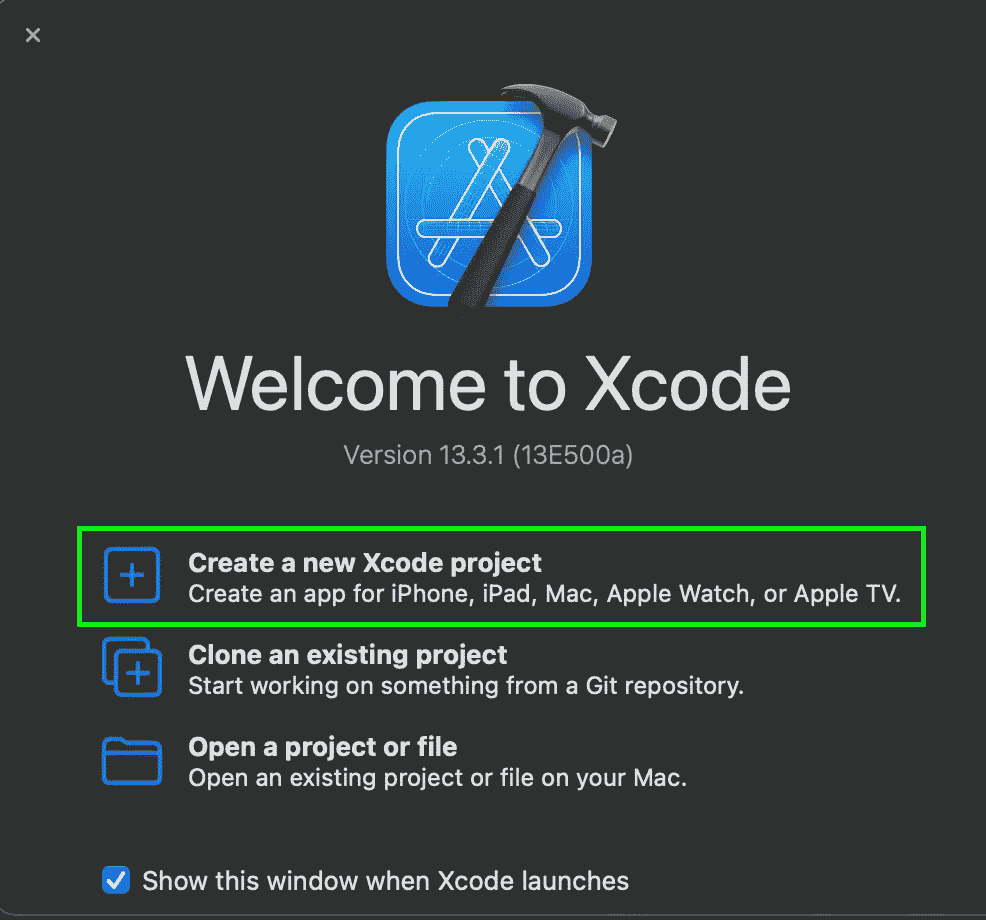 Welcome to Xcode
Version 13.3.1 (13E500a)
Create a new Xcode project
Create an app for iPhone, iPad, Mac, Apple Watch, or Apple TV.
Clone an existing project
Start working on something from a Git repository.
Open a project or file
Open an existing project or file on your Mac.
Show this window when Xcode launches